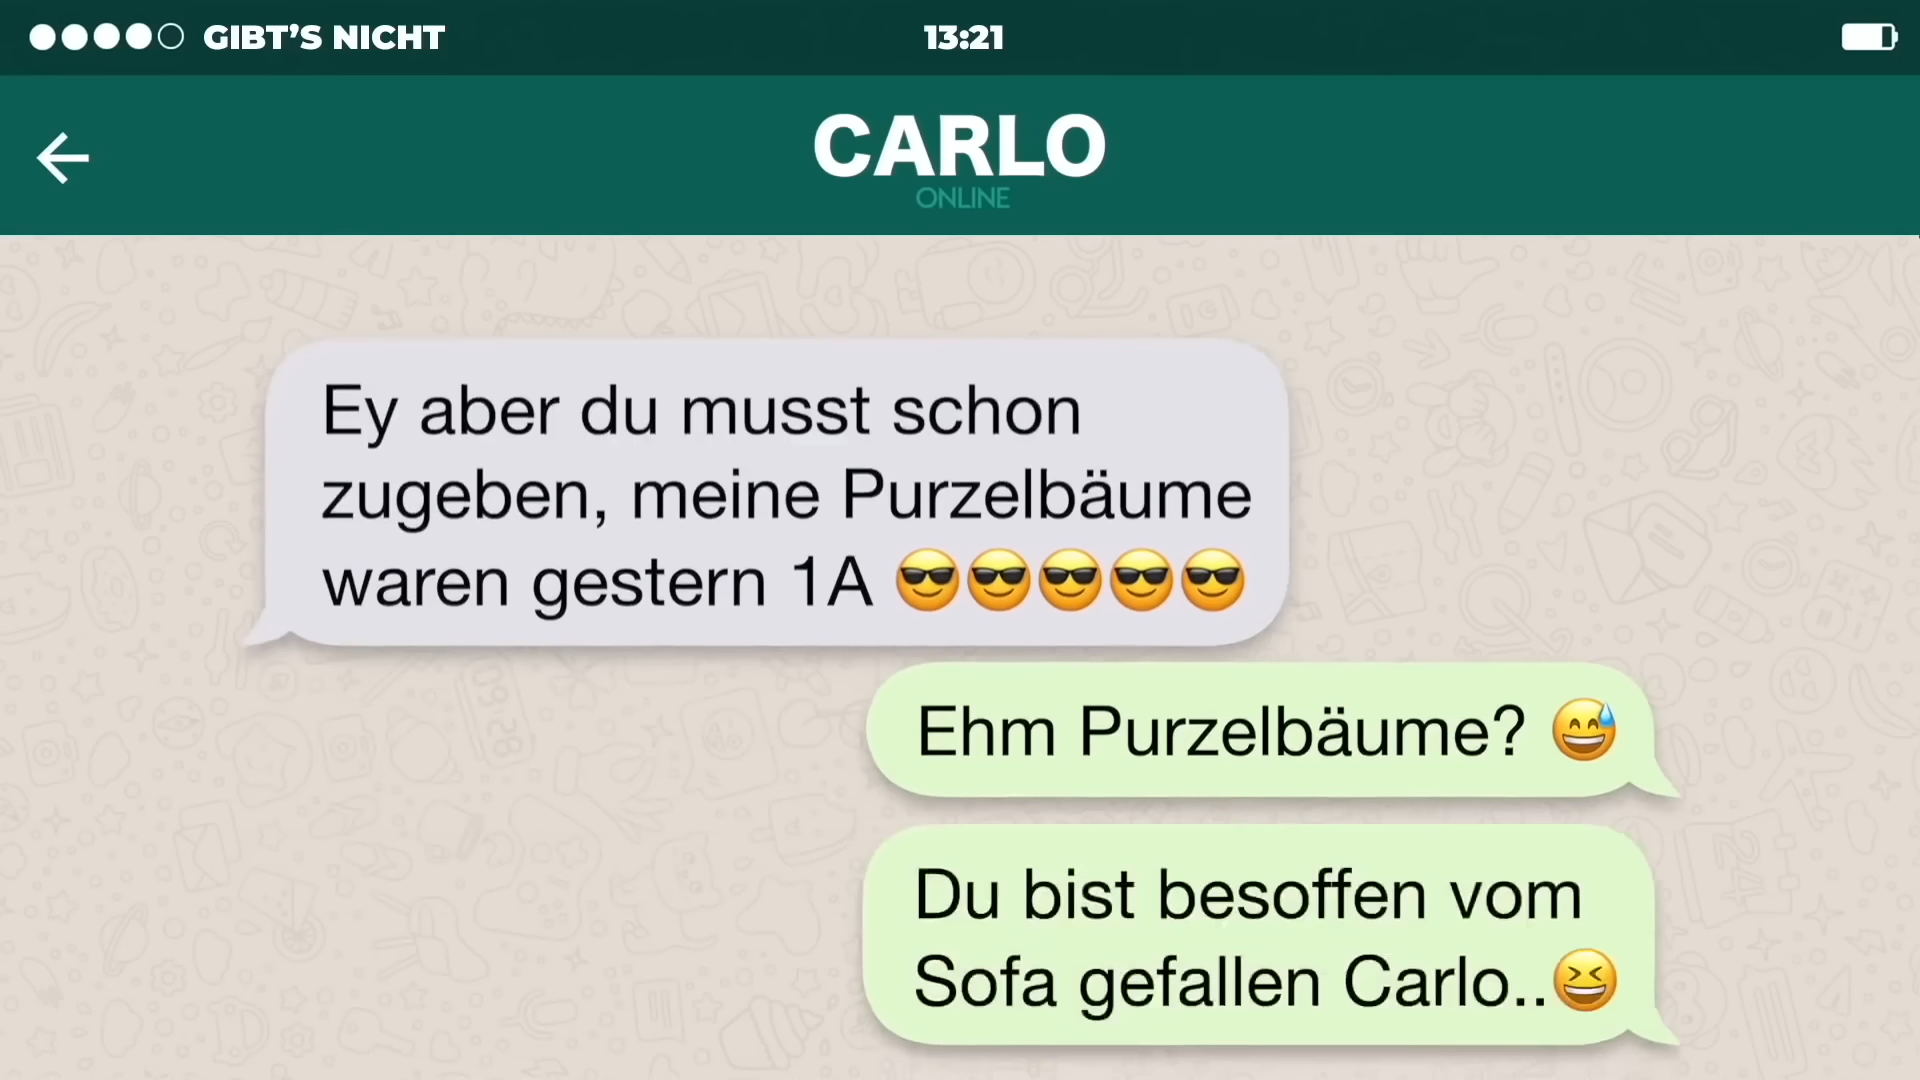 GIBT’S NICHT
13:21
CARLO
ONLINE
Ey aber du musst schon
zugeben, meine Purzelbäume
waren gestern 1A 😎😎😎😎😎
Ehm Purzelbäume? 😅
Du bist besoffen vom
Sofa gefallen Carlo..😆